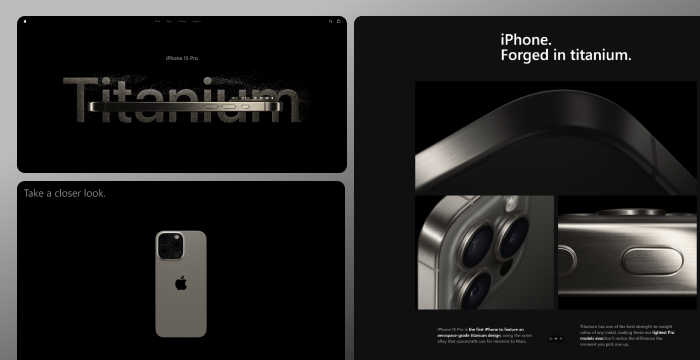 iPhone 15 Pro
Titanium
Take a closer look.
iPhone.
Forged in titanium.
iPhone 15 Pro is the first iPhone to feature an
aerospace-grade titanium design, using the same
alloy that spacecrafts use for missions to Mars.
Titanium has one of the best strength-to-weight
ratios of any metal, making these our lightest Pro
models ever. You'll notice the difference the
moment you pick one up.